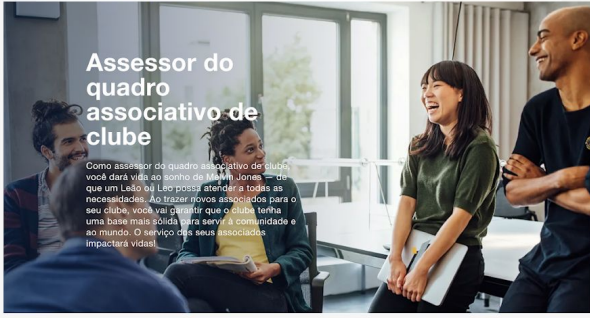 Assessor do
quadro
associativo de
clube
Como assessor do quadro associativo de clube,
você dará vida ao sonho de Melvin Jones — de
que um Leão ou Leo possa atender a todas as
necessidades. Ao trazer novos associados para o
seu clube, você vai garantir que o clube tenha
uma base mais sólida para servir à comunidade e
ao mundo. O serviço dos seus associados
impactará vidas!